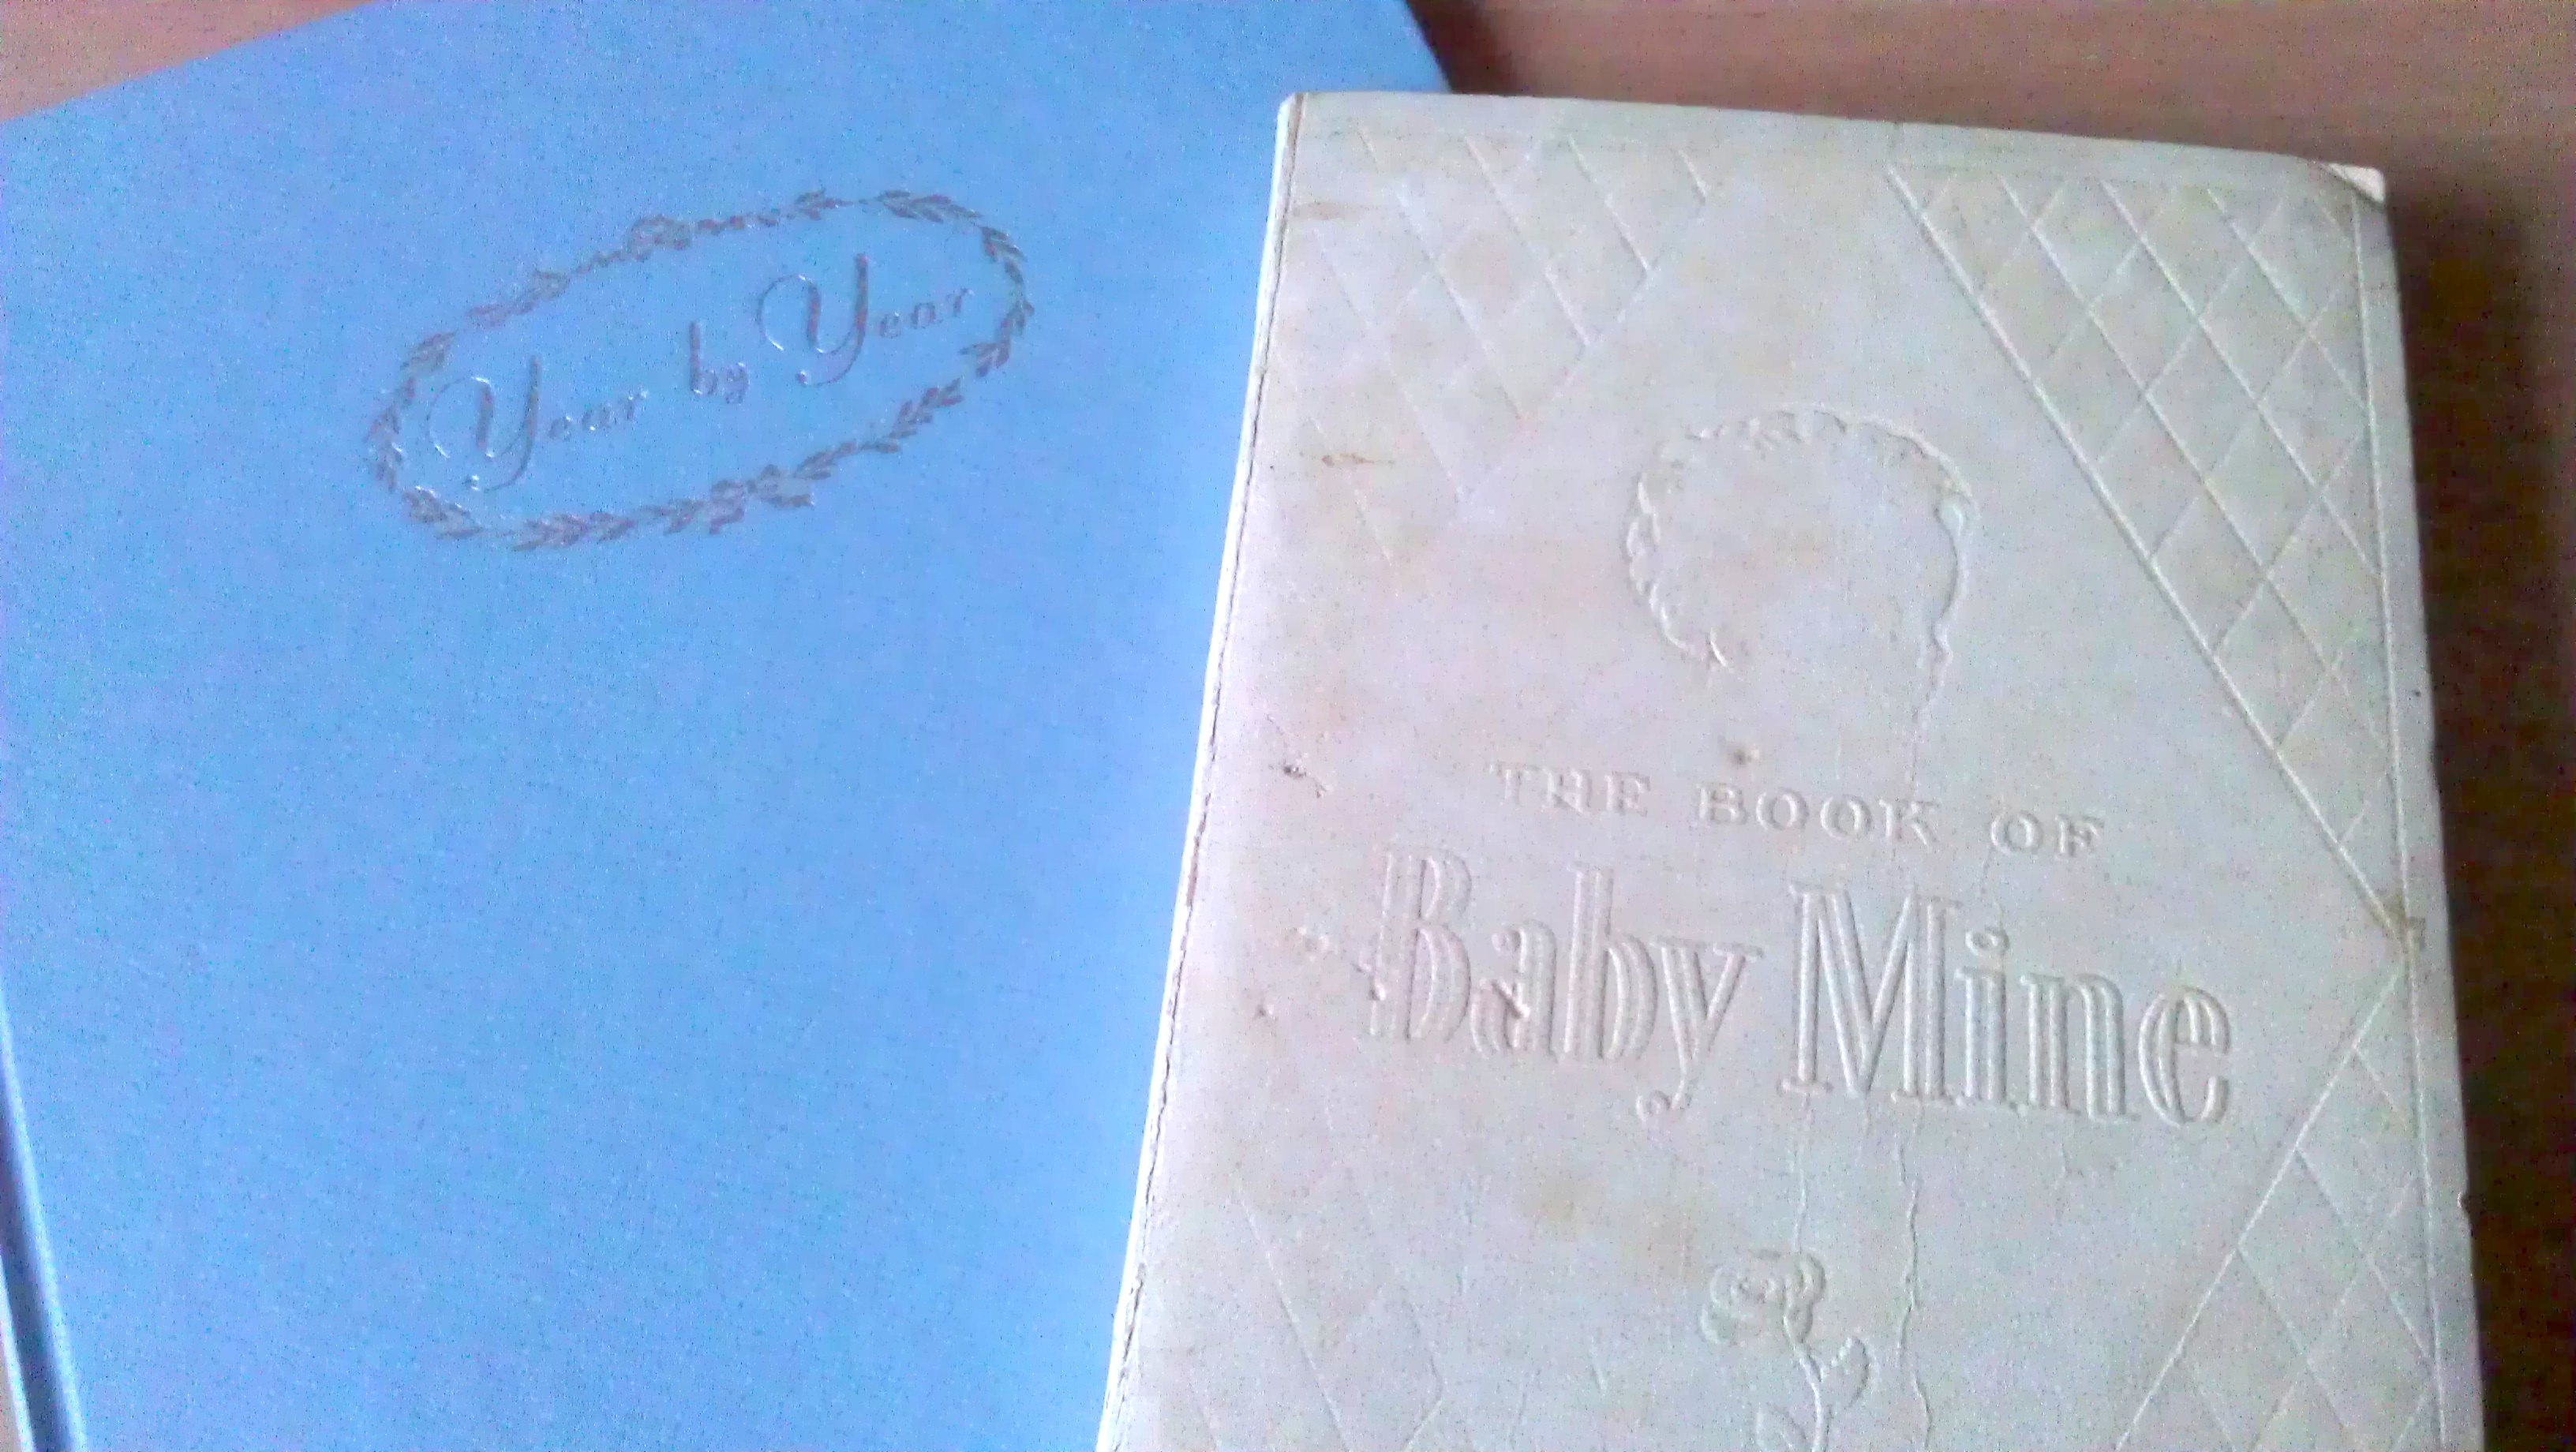 Year by Year
THE BOOK OF
Baby Mine